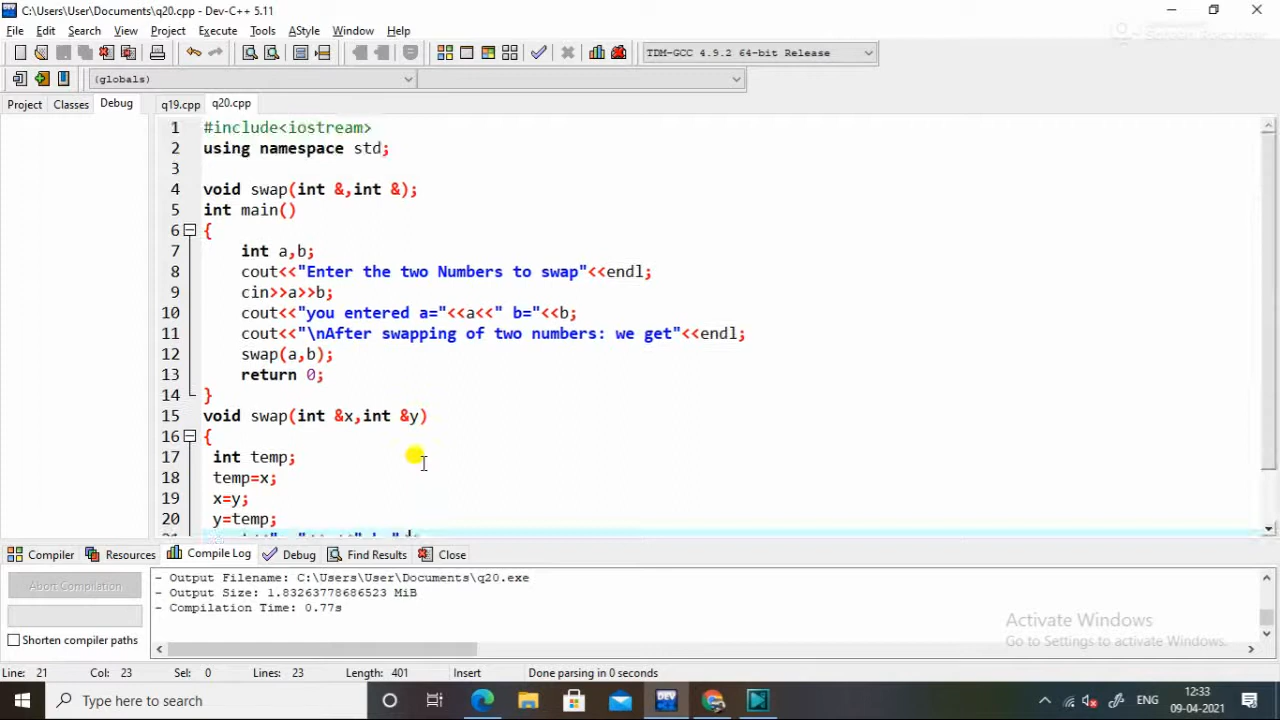 C:\Users\User\Documents\q20.cpp - Dev-C++ 5.11
File Edit Search View Project Execute Tools AStyle Window Help
TDM-GCC 4.9.2 64-bit Release
(globals)
Project Classes Debug q19.cpp q20.cpp
1 #include<iostream>
2 using namespace std;
3
4 void swap(int &,int &);
5 int main()
6 {
7 int a,b;
8 cout<<"Enter the two Numbers to swap"<<endl;
9 cin>>a>>b;
10 cout<<"you entered a="<<a<<" b="<<b;
11 cout<<"\nAfter swapping of two numbers: we get"<<endl;
12 swap(a,b);
13 return 0;
14 }
15 void swap(int &x,int &y)
16 {
17 int temp;
18 temp=x;
19 x=y;
20 y=temp;
Compiler Resources Compile Log Debug Find Results Close
Abort Compilation
Shorten compiler paths
- Output Filename: C:\Users\User\Documents\q20.exe
- Output Size: 1.83263778686523 MiB
- Compilation Time: 0.77s
Activate Windows
Go to Settings to activate Windows.
Line: 21 Col: 23 Sel: 0 Lines: 23 Length: 401 Insert Done parsing in 0 seconds
Type here to search
ENG
12:33
09-04-2021